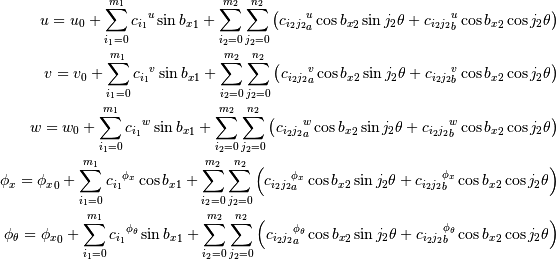 u = u_0 + \sum_{i_1=0}^{m_1} c_{i_1}{}^{u} \sin b_{x1} + \sum_{i_2=0}^{m_2} \sum_{j_2=0}^{n_2} \left( c_{i_2 j_2}{}_{a}^{u} \cos b_{x2} \sin j_2\theta + c_{i_2 j_2}{}_{b}^{u} \cos b_{x2} \cos j_2\theta \right)
v = v_0 + \sum_{i_1=0}^{m_1} c_{i_1}{}^{v} \sin b_{x1} + \sum_{i_2=0}^{m_2} \sum_{j_2=0}^{n_2} \left( c_{i_2 j_2}{}_{a}^{v} \cos b_{x2} \sin j_2\theta + c_{i_2 j_2}{}_{b}^{v} \cos b_{x2} \cos j_2\theta \right)
w = w_0 + \sum_{i_1=0}^{m_1} c_{i_1}{}^{w} \sin b_{x1} + \sum_{i_2=0}^{m_2} \sum_{j_2=0}^{n_2} \left( c_{i_2 j_2}{}_{a}^{w} \cos b_{x2} \sin j_2\theta + c_{i_2 j_2}{}_{b}^{w} \cos b_{x2} \cos j_2\theta \right)
\phi_x = \phi_{x0} + \sum_{i_1=0}^{m_1} c_{i_1}{}^{\phi_x} \cos b_{x1} + \sum_{i_2=0}^{m_2} \sum_{j_2=0}^{n_2} \left( c_{i_2 j_2}{}_{a}^{\phi_x} \cos b_{x2} \sin j_2\theta + c_{i_2 j_2}{}_{b}^{\phi_x} \cos b_{x2} \cos j_2\theta \right)
\phi_\theta = \phi_{x0} + \sum_{i_1=0}^{m_1} c_{i_1}{}^{\phi_\theta} \sin b_{x1} + \sum_{i_2=0}^{m_2} \sum_{j_2=0}^{n_2} \left( c_{i_2 j_2}{}_{a}^{\phi_\theta} \cos b_{x2} \sin j_2\theta + c_{i_2 j_2}{}_{b}^{\phi_\theta} \cos b_{x2} \cos j_2\theta \right)